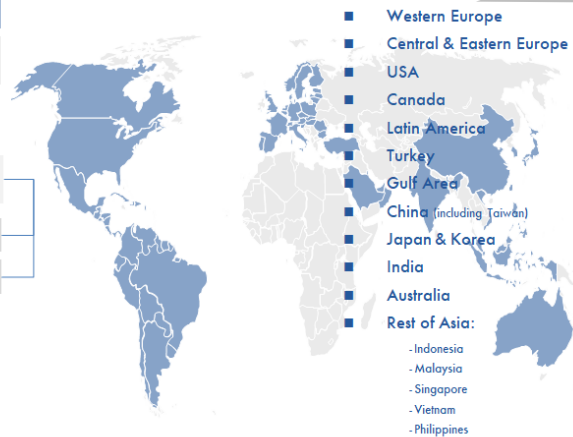 Western Europe
Central & Eastern Europe
USA
Canada
Latin America
Turkey
Gulf Area
China (including Taiwan)
Japan & Korea
India
Australia
Rest of Asia:
- Indonesia
- Malaysia
- Singapore
- Vietnam
- Philippines